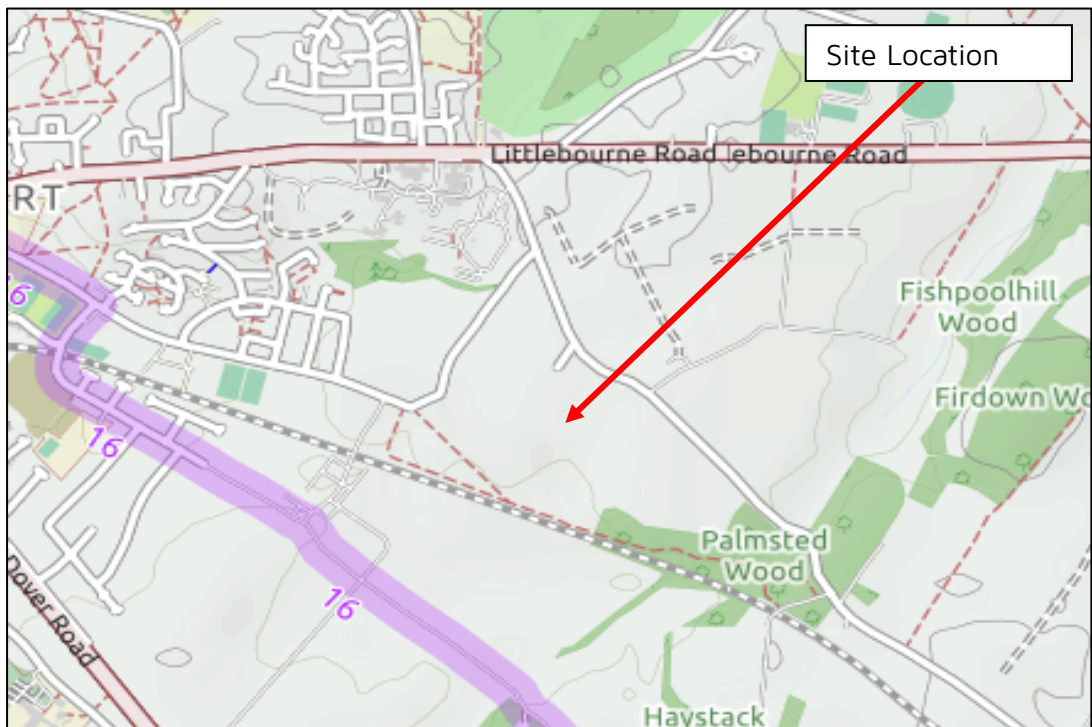 Site Location
Littlebourne Road
lebourne Road
RT
16
Fishpoolhill
Wood
Firdown Wo
16
Palmsted
Wood
16
Dover Road
Haystack